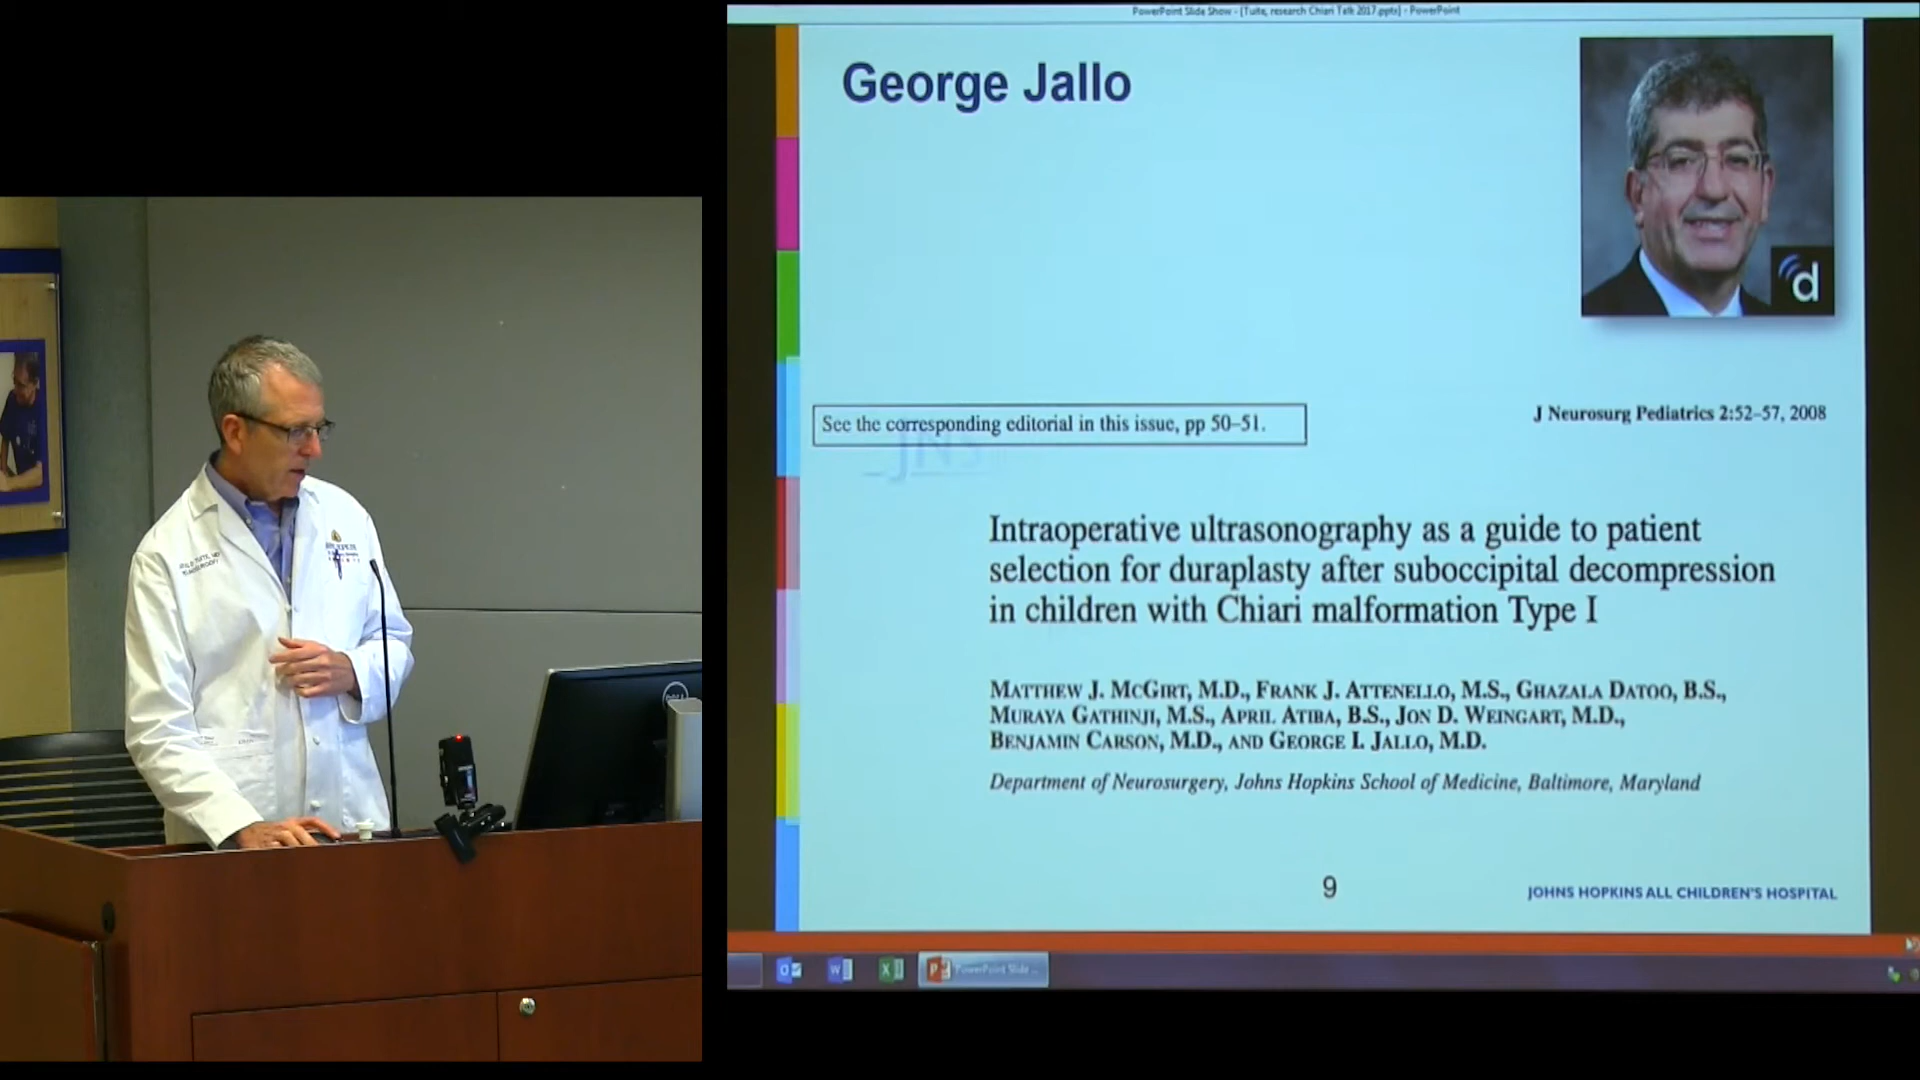 PowerPoint Slide Show - [Tuite, research Chiari Talk 2017.pptx] - PowerPoint
George Jallo
d
See the corresponding editorial in this issue, pp 50–51.
J Neurosurg Pediatrics 2:52–57, 2008
JNS
Intraoperative ultrasonography as a guide to patient
selection for duraplasty after suboccipital decompression
in children with Chiari malformation Type I
Matthew J. McGirt, M.D., Frank J. Attenello, M.S., Ghazala Datoo, B.S.,
Muraya Gathinji, M.S., April Atiba, B.S., Jon D. Weingart, M.D.,
Benjamin Carson, M.D., and George I. Jallo, M.D.
Department of Neurosurgery, Johns Hopkins School of Medicine, Baltimore, Maryland
9
JOHNS HOPKINS ALL CHILDREN'S HOSPITAL
PowerPoint Slide ...
DELL